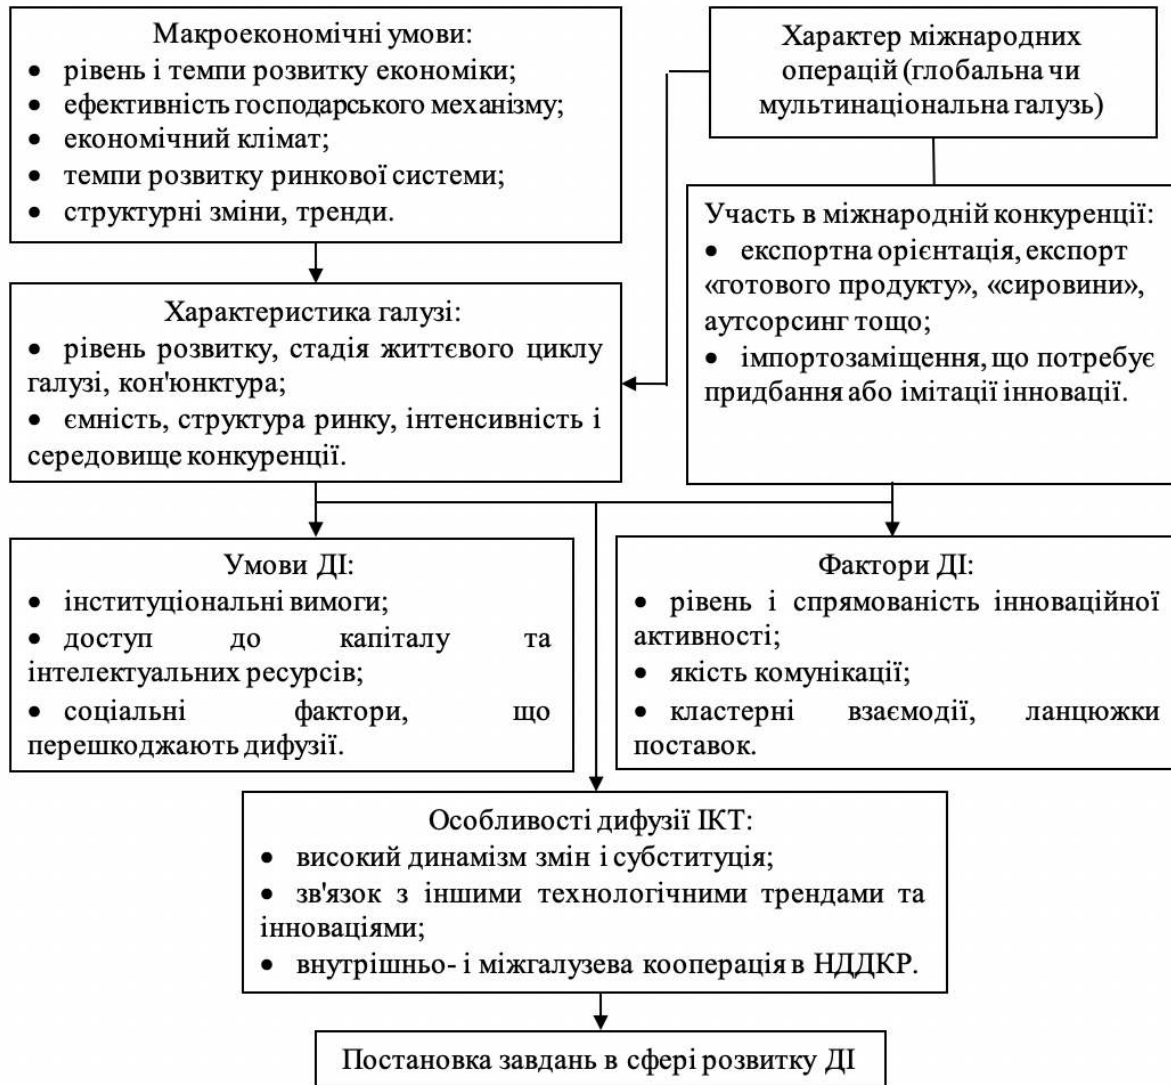 Макроекономічні умови:
• рівень і темпи розвитку економіки;
• ефективність господарського механізму;
• економічний клімат;
• темпи розвитку ринкової системи;
• структурні зміни, тренди.
Характер міжнародних
операцій (глобальна чи
мультинаціональна галузь)
Участь в міжнародній конкуренції:
• експортна орієнтація, експорт
«готового продукту», «сировини»,
аутсорсинг тощо;
• імпортозаміщення, що потребує
придбання або імітації інновації.
Характеристика галузі:
• рівень розвитку, стадія життєвого циклу
галузі, кон'юнктура;
• ємність, структура ринку, інтенсивність і
середовище конкуренції.
Умови ДІ:
• інституціональні вимоги;
• доступ до капіталу та
інтелектуальних ресурсів;
• соціальні фактори, що
перешкоджають дифузії.
Фактори ДІ:
• рівень і спрямованість інноваційної
активності;
• якість комунікації;
• кластерні взаємодії, ланцюжки
поставок.
Особливості дифузії ІКТ:
• високий динамізм змін і субституція;
• зв'язок з іншими технологічними трендами та
інноваціями;
• внутрішньо- і міжгалузева кооперація в НДДКР.
Постановка завдань в сфері розвитку ДІ